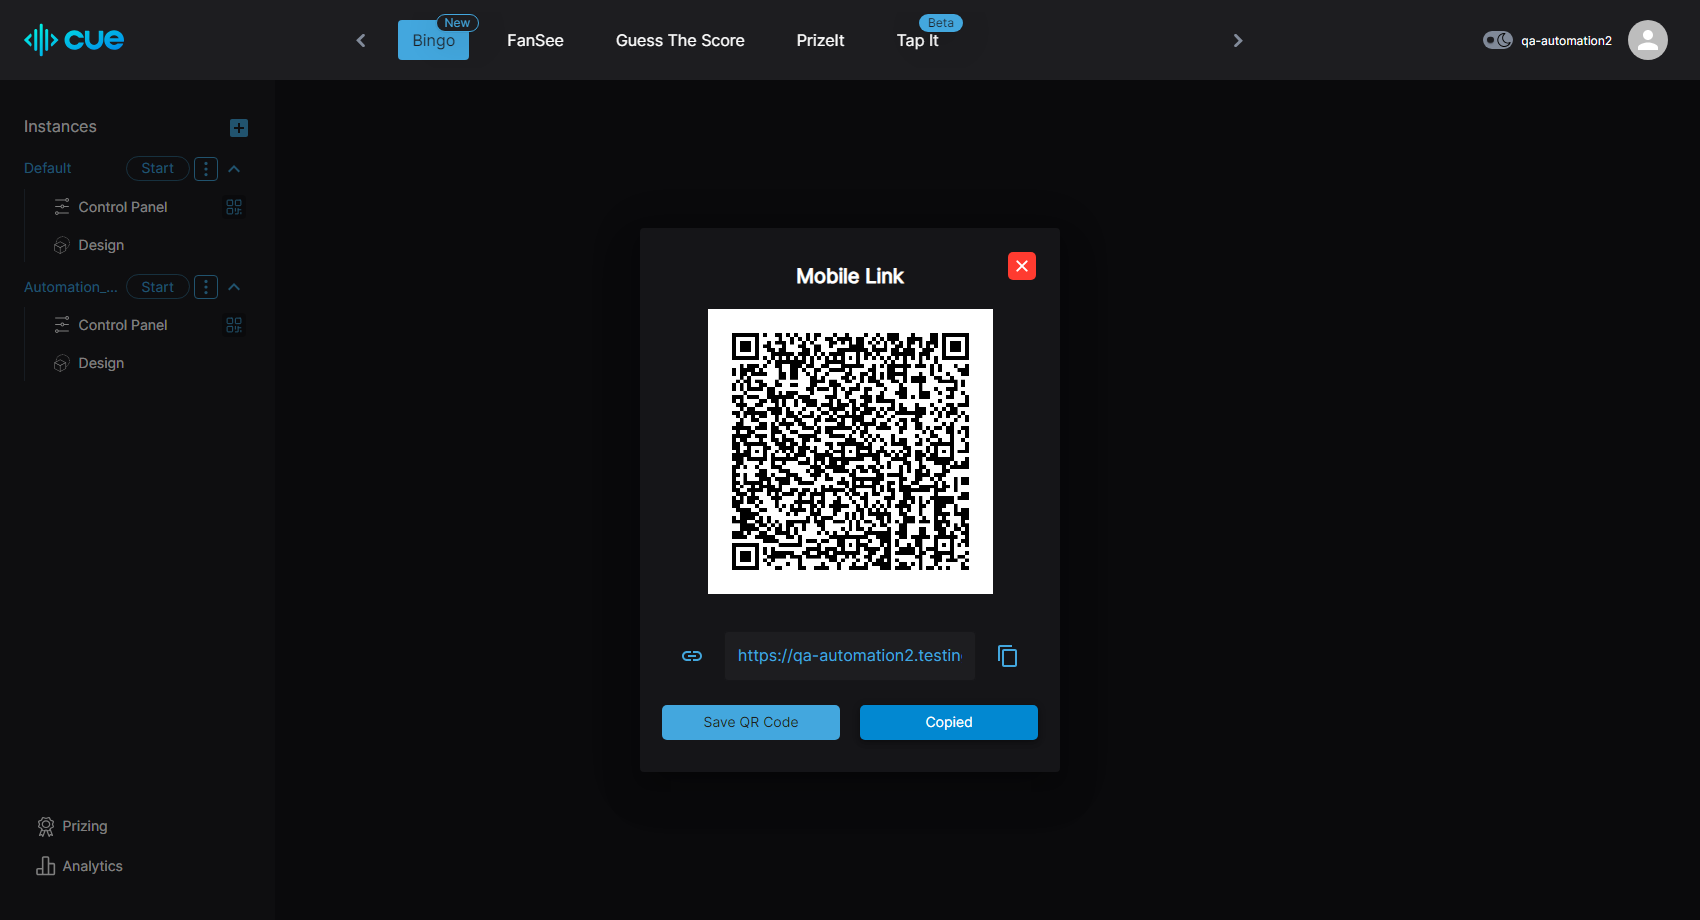 cue
Bingo
New
FanSee
Guess The Score
PrizeIt
Tap It
Beta
qa-automation2
Instances
Default
Start
Control Panel
Design
Automation_...
Start
Control Panel
Design
Prizing
Analytics
Mobile Link
https://qa-automation2.testin
Save QR Code
Copied